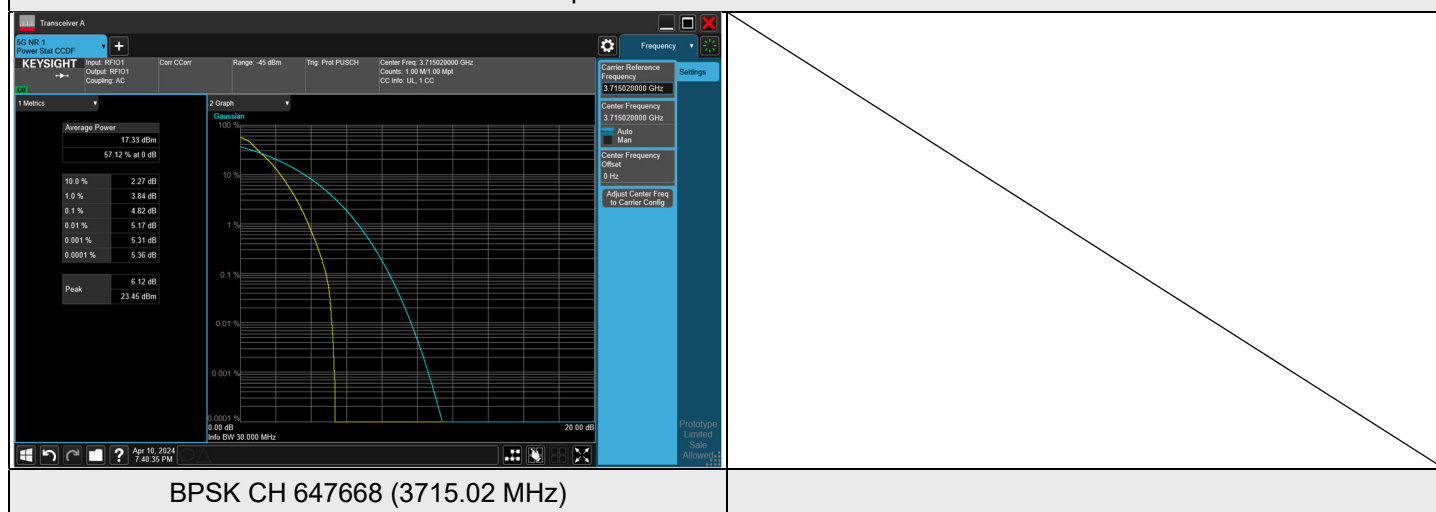 Transceiver A
5G NR 1
Power Stat CCDF
+
Frequency
KEYSIGHT
LVI
Input: RFIO1
Output: RFIO1
Coupling: AC
Corr CCorr
Range: -45 dBm
Trig: Prot PUSCH
Center Freq: 3.715020000 GHz
Counts: 1.00 M/1.00 Mpt
CC Info: UL, 1 CC
1 Metrics
Average Power
17.33 dBm
57.12 % at 0 dB
10.0 % 2.27 dB
1.0 % 3.84 dB
0.1 % 4.82 dB
0.01 % 5.17 dB
0.001 % 5.31 dB
0.0001 % 5.36 dB
Peak
6.12 dB
23.45 dBm
2 Graph
Gaussian
100 %
10 %
1 %
0.1 %
0.01 %
0.001 %
0.0001 %
0.00 dB 20.00 dB
Info BW 30.000 MHz
Carrier Reference
Frequency
3.715020000 GHz
Center Frequency
3.715020000 GHz
Auto
Man
Center Frequency
Offset
0 Hz
Adjust Center Freq
to Carrier Config
Settings
Prototype
Limited
Sale
Allowed
?
Apr 10, 2024
7:40:35 PM
BPSK CH 647668 (3715.02 MHz)